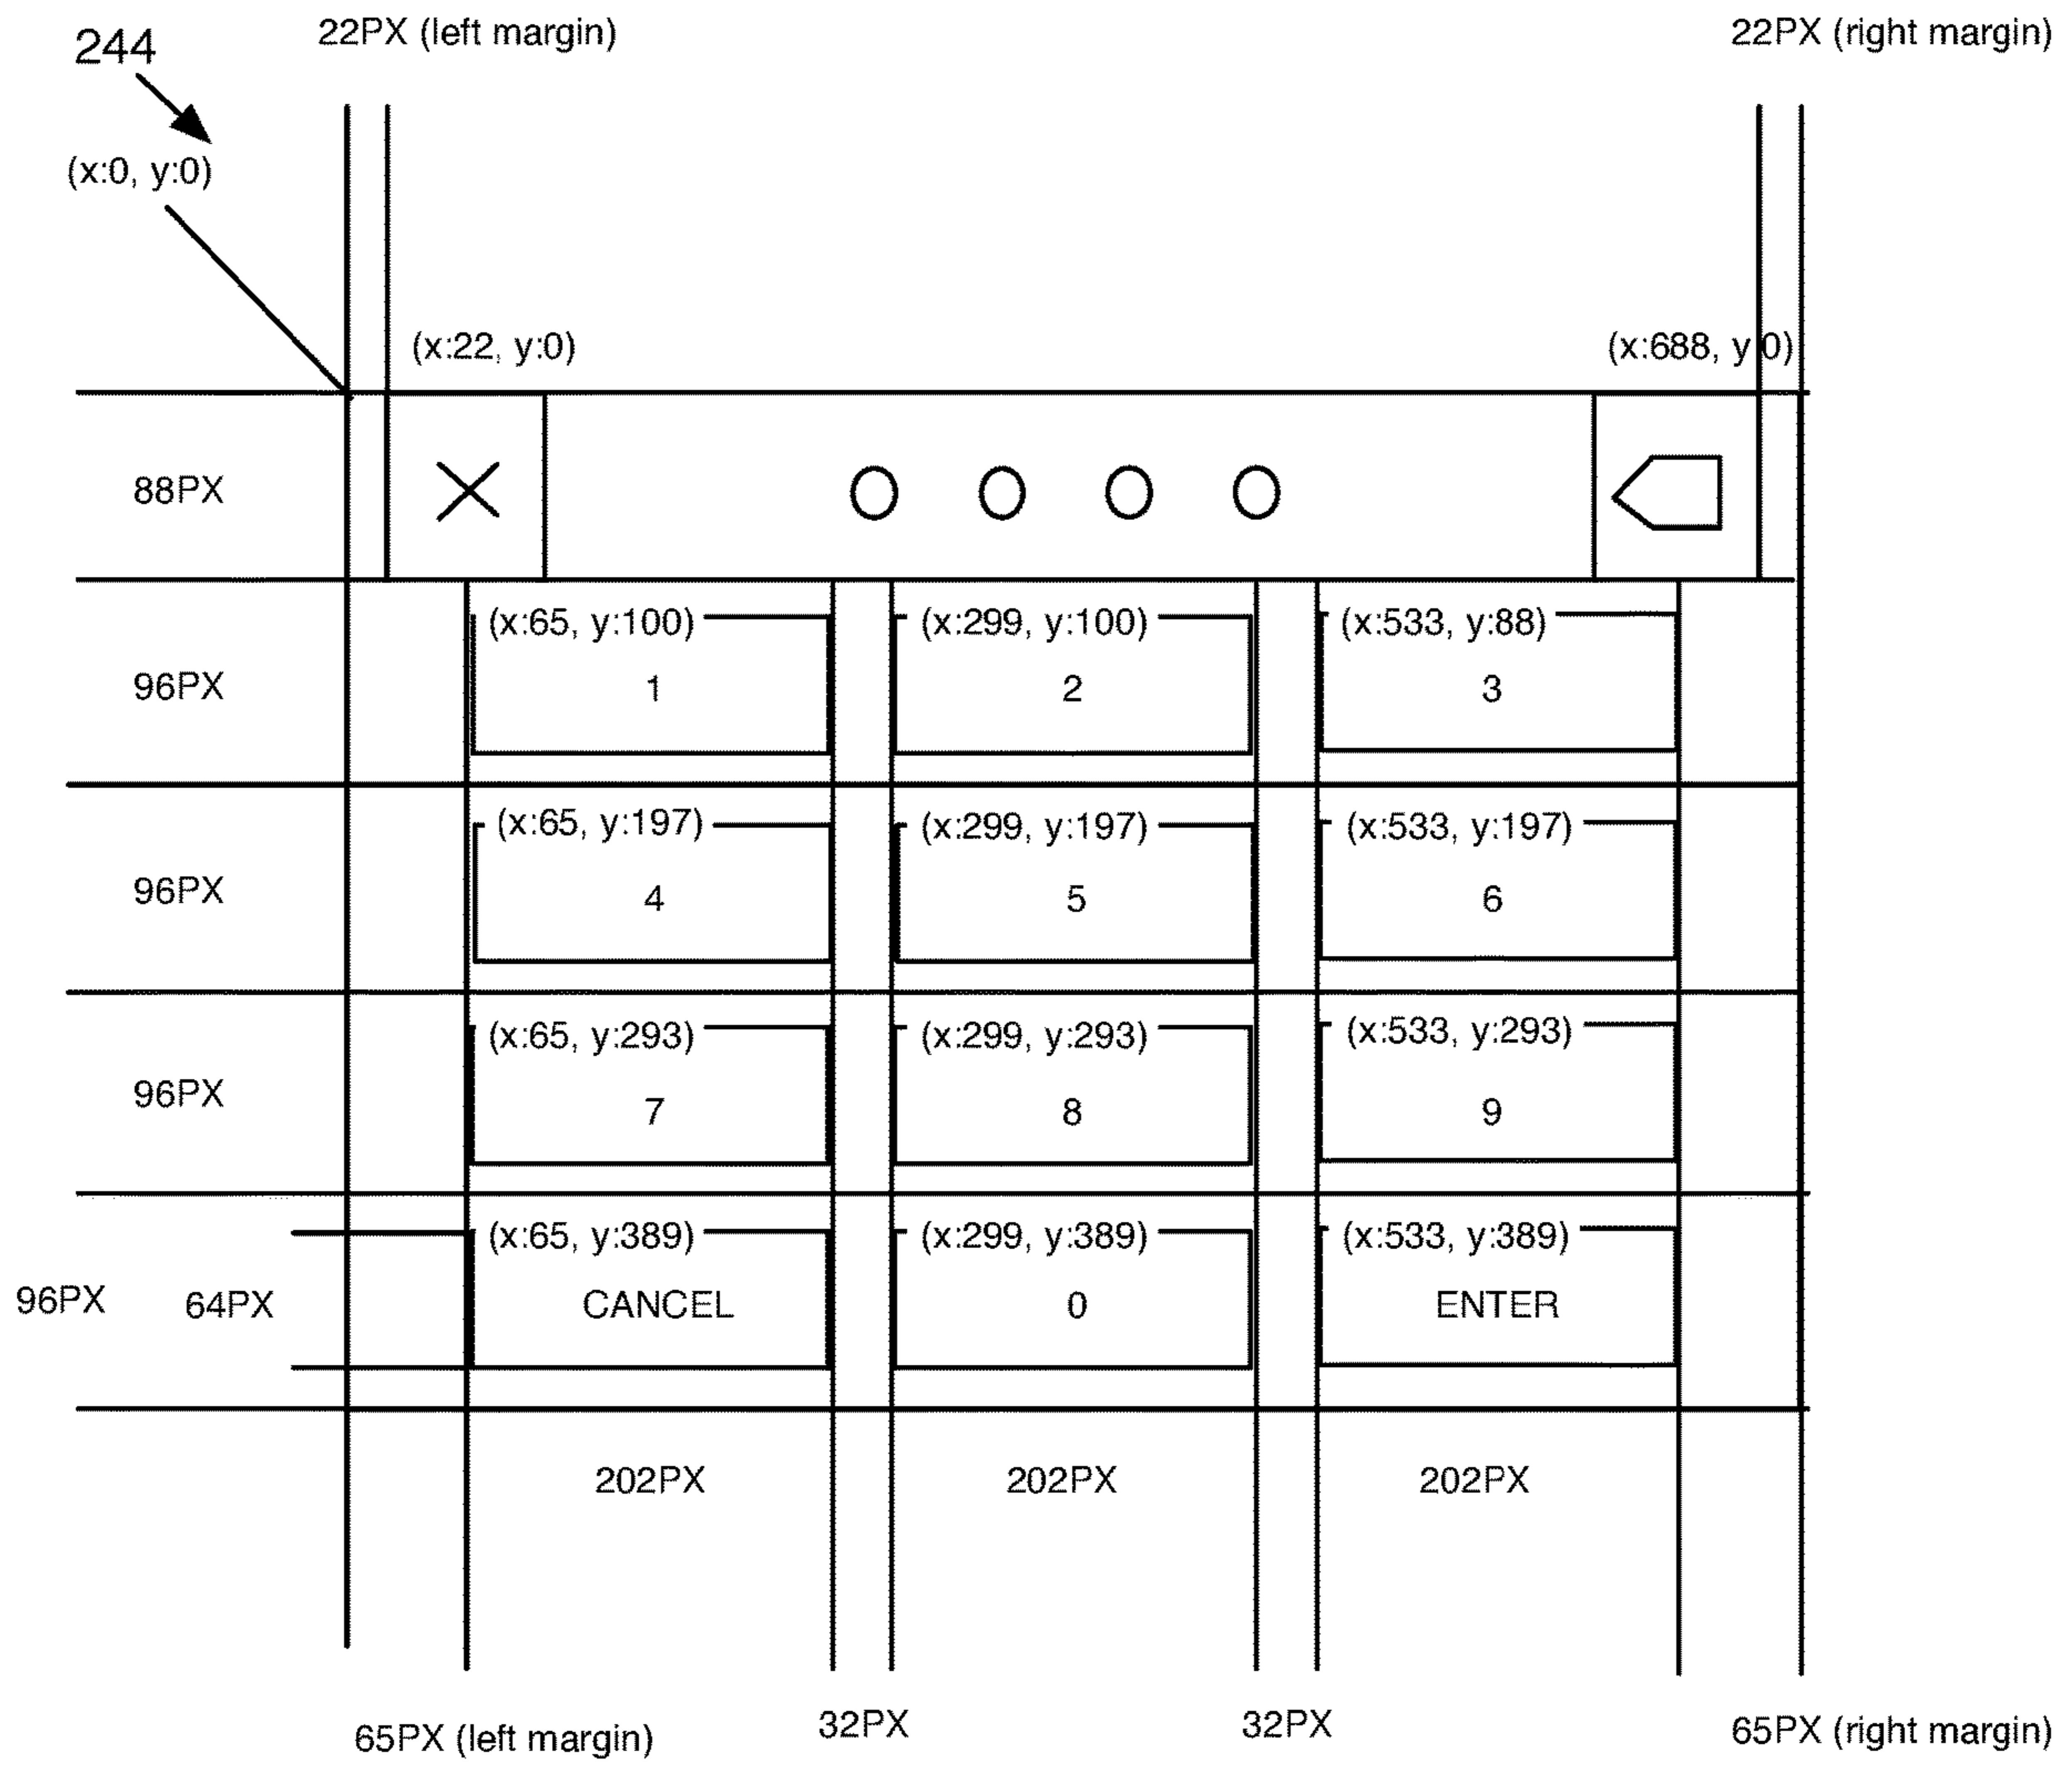 22PX (left margin)
22PX (right margin)
244
(x:0, y:0)
(x:22, y:0)
(x:688, y 0)
88PX
(x:65, y:100)
(x:299, y:100)
(x:533, y:88)
96PX
1
2
3
(x:65, y:197)
(x:299, y:197)
(x:533, y:197)
96PX
4
5
6
(x:65, y:293)
(x:299, y:293)
(x:533, y:293)
96PX
7
8
9
(x:65, y:389)
(x:299, y:389)
(x:533, y:389)
96PX
64PX
CANCEL
0
ENTER
202PX
202PX
202PX
65PX (left margin)
32PX
32PX
65PX (right margin)